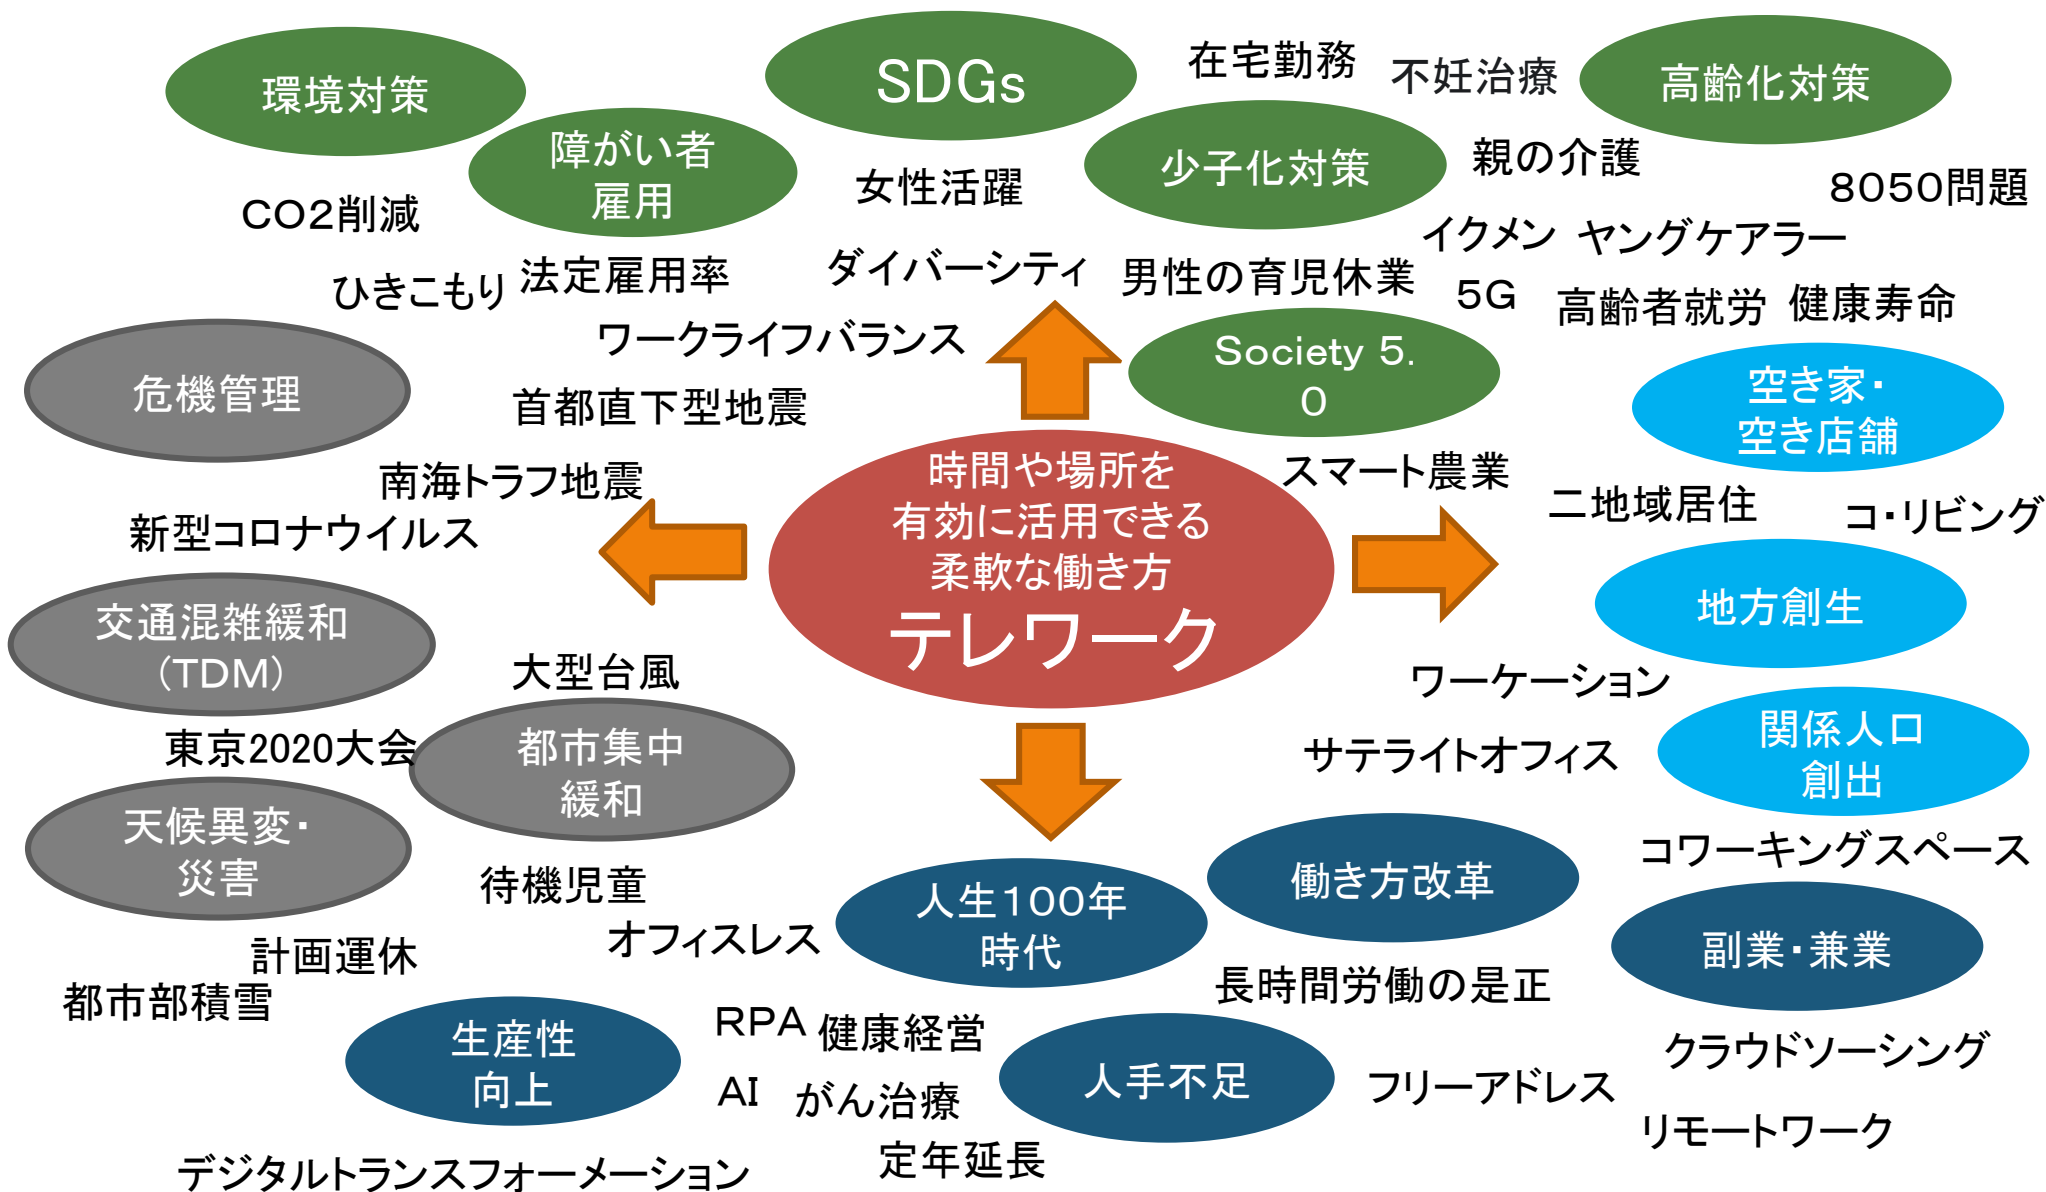 環境対策
SDGs
在宅勤務
不妊治療
高齢化対策
障がい者
雇用
少子化対策
親の介護
8050問題
CO2削減
女性活躍
イクメン
ヤングケアラー
ひきこもり
法定雇用率
ダイバーシティ
男性の育児休業
5G
高齢者就労
健康寿命
ワークライフバランス
Society 5.
0
危機管理
首都直下型地震
空き家・
空き店舗
南海トラフ地震
時間や場所を
有効に活用できる
柔軟な働き方
テレワーク
スマート農業
二地域居住
コ・リビング
新型コロナウイルス
交通混雑緩和
(TDM)
地方創生
大型台風
ワーケーション
東京2020大会
都市集中
緩和
サテライトオフィス
関係人口
創出
天候異変・
災害
コワーキングスペース
待機児童
人生100年
時代
働き方改革
オフィスレス
副業・兼業
計画運休
都市部積雪
長時間労働の是正
生産性
向上
RPA
健康経営
人手不足
クラウドソーシング
AI
がん治療
フリーアドレス
リモートワーク
定年延長
デジタルトランスフォーメーション